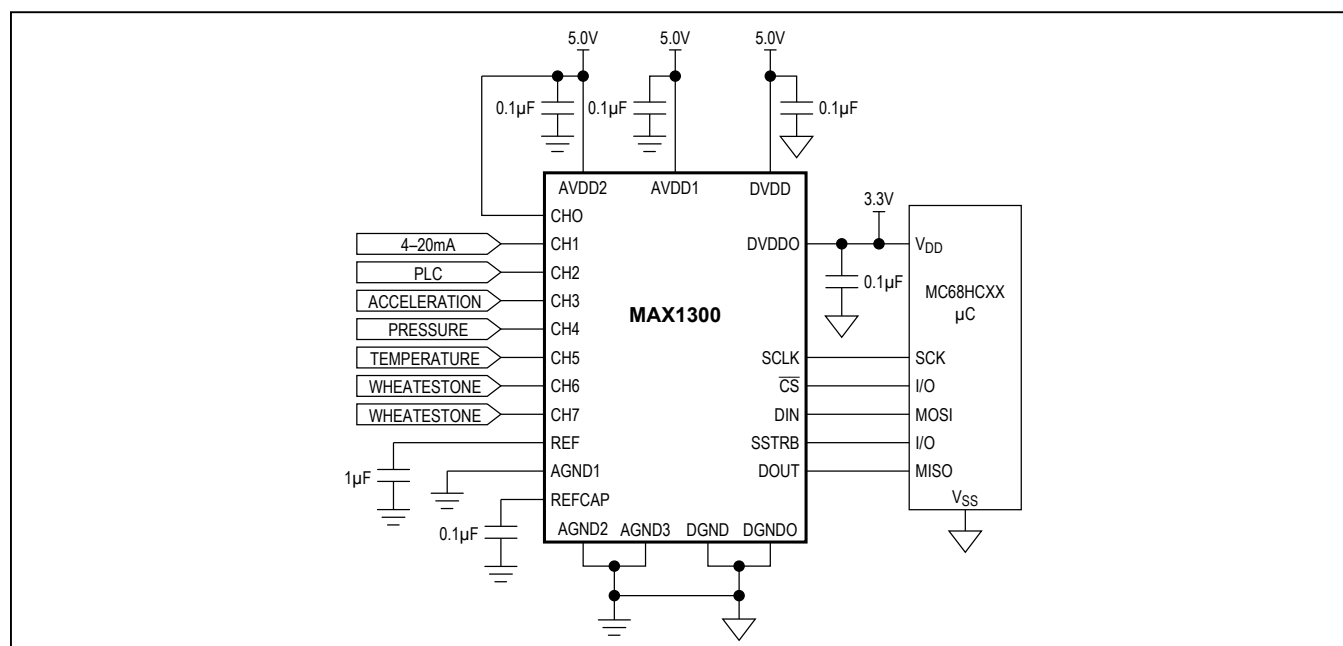 5.0V 5.0V 5.0V
0.1µF 0.1µF 0.1µF
AVDD2 AVDD1 DVDD
CHO
4–20mA CH1
PLC CH2
ACCELERATION CH3
PRESSURE CH4
TEMPERATURE CH5
WHEATESTONE CH6
WHEATESTONE CH7
REF
1µF
AGND1
REFCAP
0.1µF
AGND2 AGND3 DGND DGNDO
MAX1300
DVDDO
SCLK
CS
DIN
SSTRB
DOUT
3.3V
0.1µF
VDD
MC68HCXX
µC
SCK
I/O
MOSI
I/O
MISO
VSS